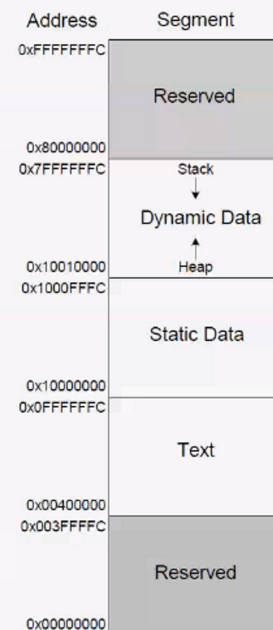 Address Segment
0xFFFFFFFC
Reserved
0x80000000
0x7FFFFFFC Stack
Dynamic Data
0x10010000 Heap
0x1000FFFC
Static Data
0x10000000
0x0FFFFFFC
Text
0x00400000
0x003FFFFC
Reserved
0x00000000